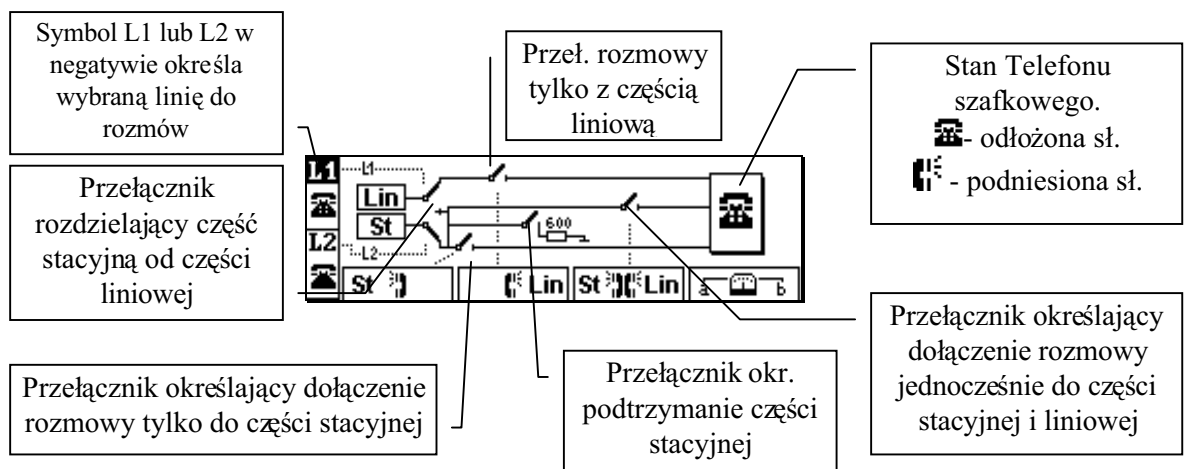 Symbol L1 lub L2 w
negatywie określa
wybraną linię do
rozmów
Przeł. rozmowy
tylko z częścią
liniową
Stan Telefonu
szafkowego.
- odłożona sł.
- podniesiona sł.
Przełącznik
rozdzielający część
stacyjną od części
liniowej
L1
L2
L1
Lin
St
L2
600
St
Lin
St Lin
a b
Przełącznik określający dołączenie
rozmowy tylko do części stacyjnej
Przełącznik okr.
podtrzymanie części
stacyjnej
Przełącznik określający
dołączenie rozmowy
jednocześnie do części
stacyjnej i liniowej